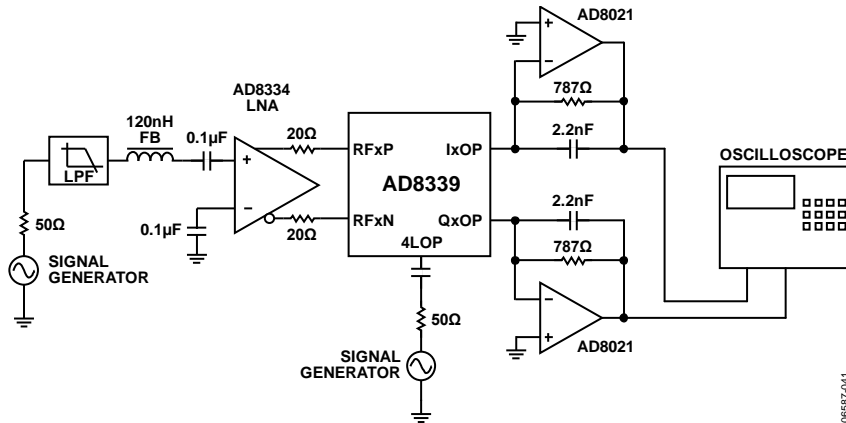 AD8021
AD8334
LNA
787Ω
120nH
FB
0.1µF
20Ω
2.2nF
RFxP
IxOP
OSCILLOSCOPE
LPF
AD8339
2.2nF
50Ω
0.1µF
20Ω
RFxN
QxOP
4LOP
787Ω
SIGNAL
GENERATOR
50Ω
SIGNAL
GENERATOR
AD8021
06587-041